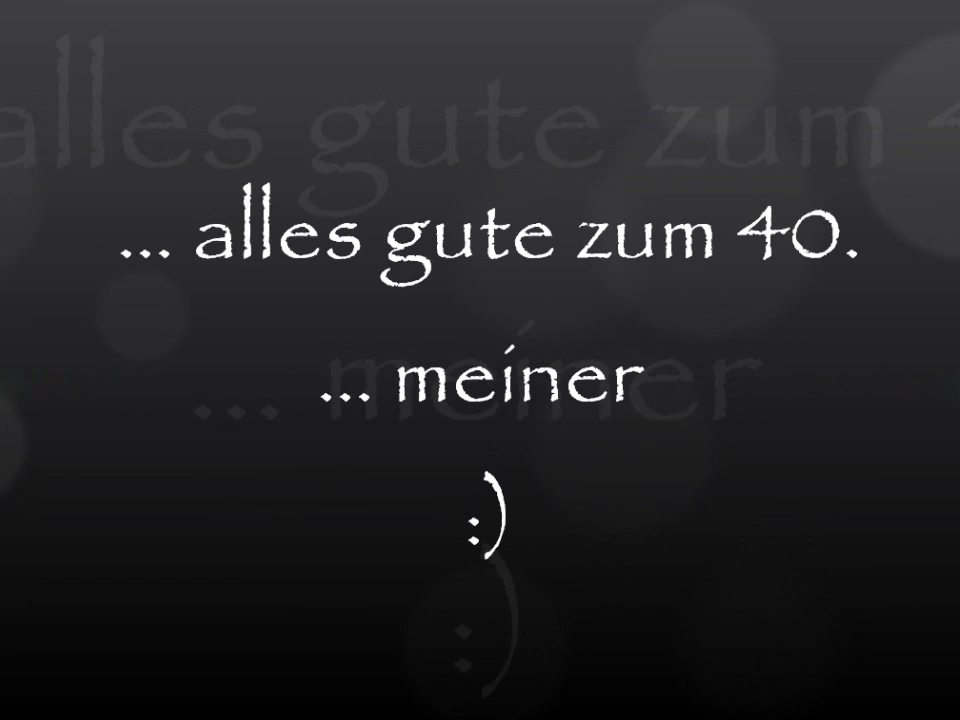 ... alles gute zum 40.
... meiner
:)